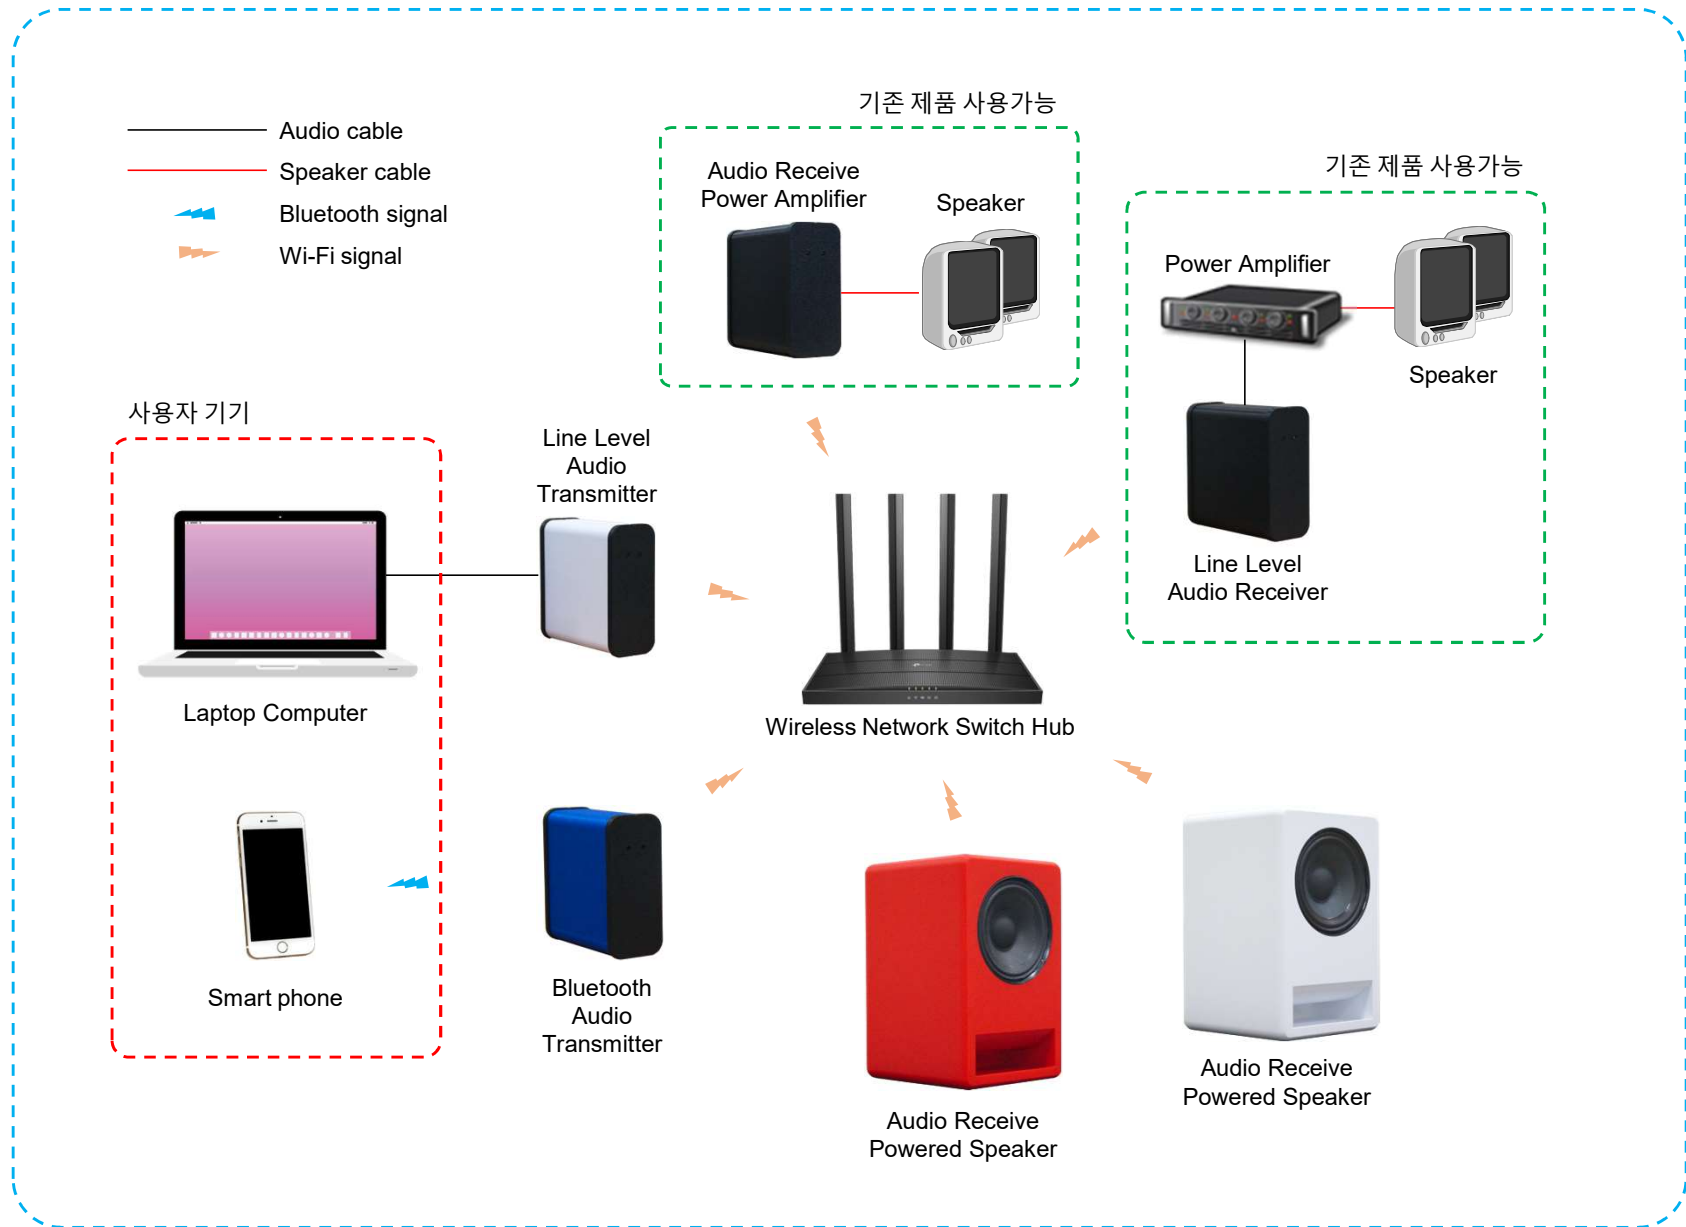 기존 제품 사용가능
Audio cable
Speaker cable
Bluetooth signal
Wi-Fi signal
Audio Receive
Power Amplifier
Speaker
기존 제품 사용가능
Power Amplifier
Speaker
Line Level
Audio Receiver
사용자 기기
Line Level
Audio
Transmitter
Laptop Computer
Wireless Network Switch Hub
Smart phone
Bluetooth
Audio
Transmitter
Audio Receive
Powered Speaker
Audio Receive
Powered Speaker